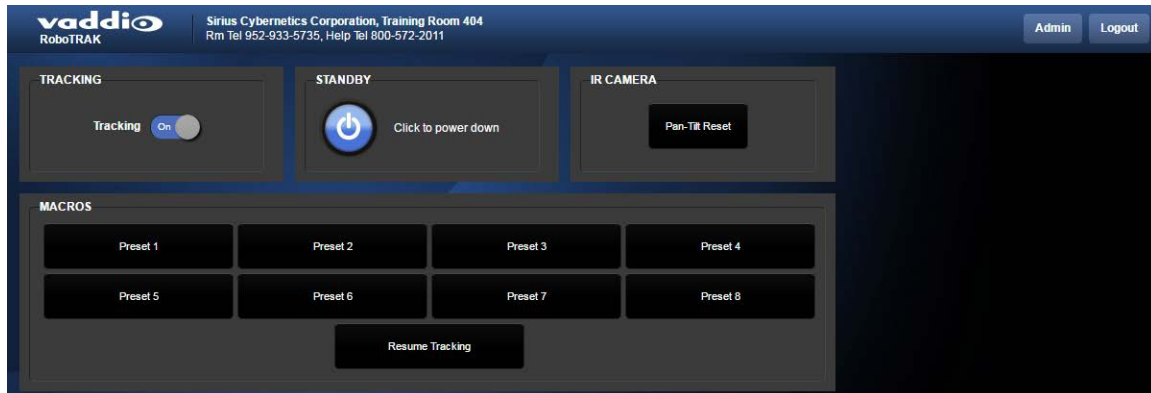 vaddio
RoboTRAK
Sirius Cybernetics Corporation, Training Room 404
Rm Tel 952-933-5735, Help Tel 800-572-2011
Admin Logout
TRACKING STANDBY IR CAMERA
Tracking On Click to power down Pan-Tilt Reset
MACROS
Preset 1 Preset 2 Preset 3 Preset 4
Preset 5 Preset 6 Preset 7 Preset 8
Resume Tracking